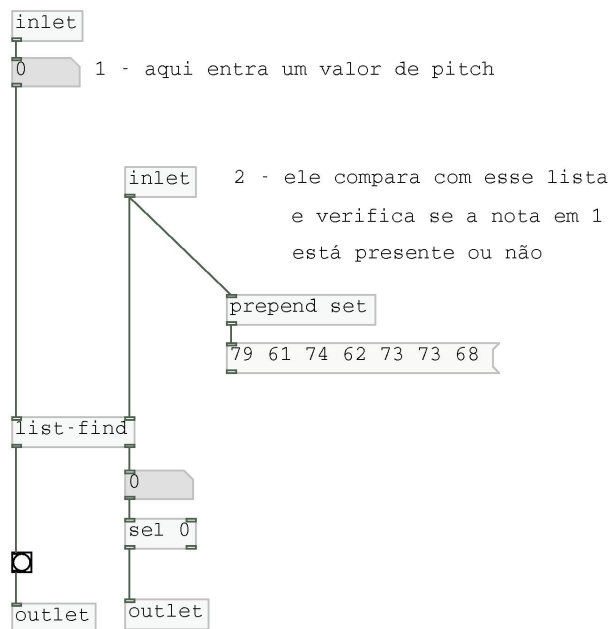 inlet
0
1 - aqui entra um valor de pitch
inlet
2 - ele compara com esse lista
e verifica se a nota em 1
está presente ou não
prepend set
79 61 74 62 73 73 68
list-find
0
sel 0
outlet
outlet